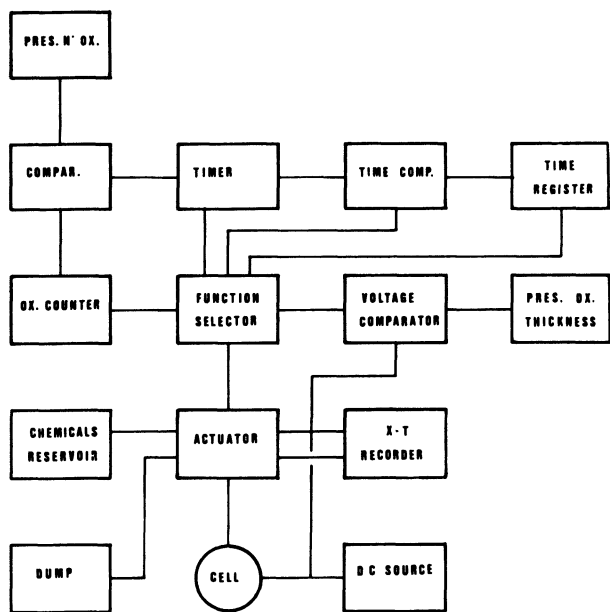 PRES. N° OX.
COMPAR.
TIMER
TIME COMP.
TIME
REGISTER
OX. COUNTER
FUNCTION
SELECTOR
VOLTAGE
COMPARATOR
PRES. OX.
THICKNESS
CHEMICALS
RESERVOIR
ACTUATOR
X-T
RECORDER
DUMP
CELL
DC SOURCE